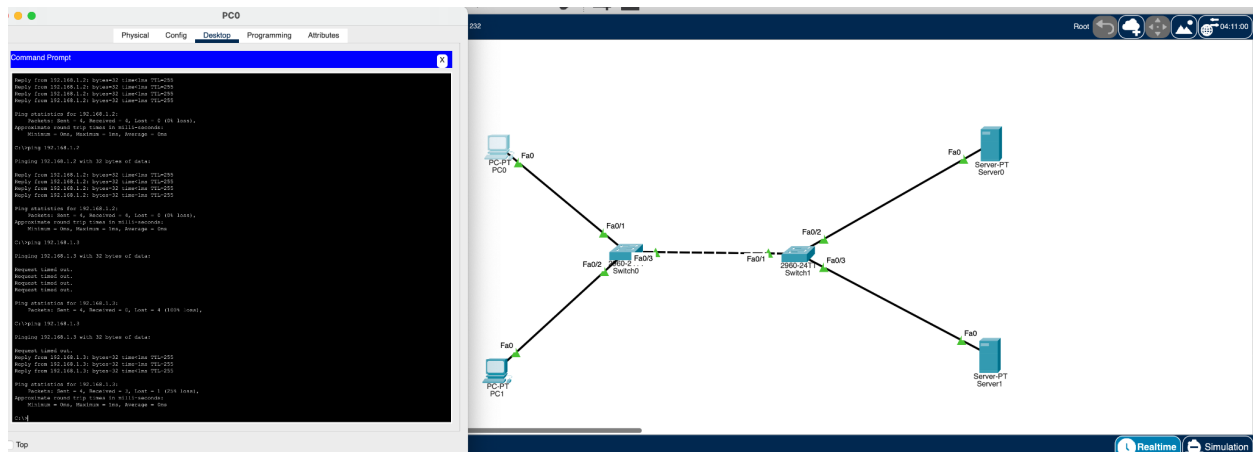 PC0
Physical Config Desktop Programming Attributes
Command Prompt
X
Reply from 192.168.1.2: bytes=32 time<1ms TTL=255
Reply from 192.168.1.2: bytes=32 time<1ms TTL=255
Reply from 192.168.1.2: bytes=32 time<1ms TTL=255
Reply from 192.168.1.2: bytes=32 time=1ms TTL=255
Ping statistics for 192.168.1.2:
Packets: Sent = 4, Received = 4, Lost = 0 (0% loss),
Approximate round trip times in milli-seconds:
Minimum = 0ms, Maximum = 1ms, Average = 0ms
C:\>ping 192.168.1.2
Pinging 192.168.1.2 with 32 bytes of data:
Reply from 192.168.1.2: bytes=32 time<1ms TTL=255
Reply from 192.168.1.2: bytes=32 time<1ms TTL=255
Reply from 192.168.1.2: bytes=32 time<1ms TTL=255
Reply from 192.168.1.2: bytes=32 time<1ms TTL=255
Ping statistics for 192.168.1.2:
Packets: Sent = 4, Received = 4, Lost = 0 (0% loss),
Approximate round trip times in milli-seconds:
Minimum = 0ms, Maximum = 1ms, Average = 0ms
C:\>ping 192.168.1.3
Pinging 192.168.1.3 with 32 bytes of data:
Request timed out.
Request timed out.
Request timed out.
Request timed out.
Ping statistics for 192.168.1.3:
Packets: Sent = 4, Received = 0, Lost = 4 (100% loss),
C:\>ping 192.168.1.3
Pinging 192.168.1.3 with 32 bytes of data:
Request timed out.
Reply from 192.168.1.3: bytes=32 time<1ms TTL=255
Reply from 192.168.1.3: bytes=32 time<1ms TTL=255
Reply from 192.168.1.3: bytes=32 time<1ms TTL=255
Ping statistics for 192.168.1.3:
Packets: Sent = 4, Received = 3, Lost = 1 (25% loss),
Approximate round trip times in milli-seconds:
Minimum = 0ms, Maximum = 0ms, Average = 0ms
C:\>
Top
232
Root
04:11:00
Fa0
PC-PT
PC0
Fa0
Server-PT
Server0
Fa0/1
Fa0/2
Fa0/2
Fa0/3
2960-2...
Switch0
Fa0/1
2960-24TT
Switch1
Fa0/3
Fa0
PC-PT
PC1
Fa0
Server-PT
Server1
Realtime
Simulation